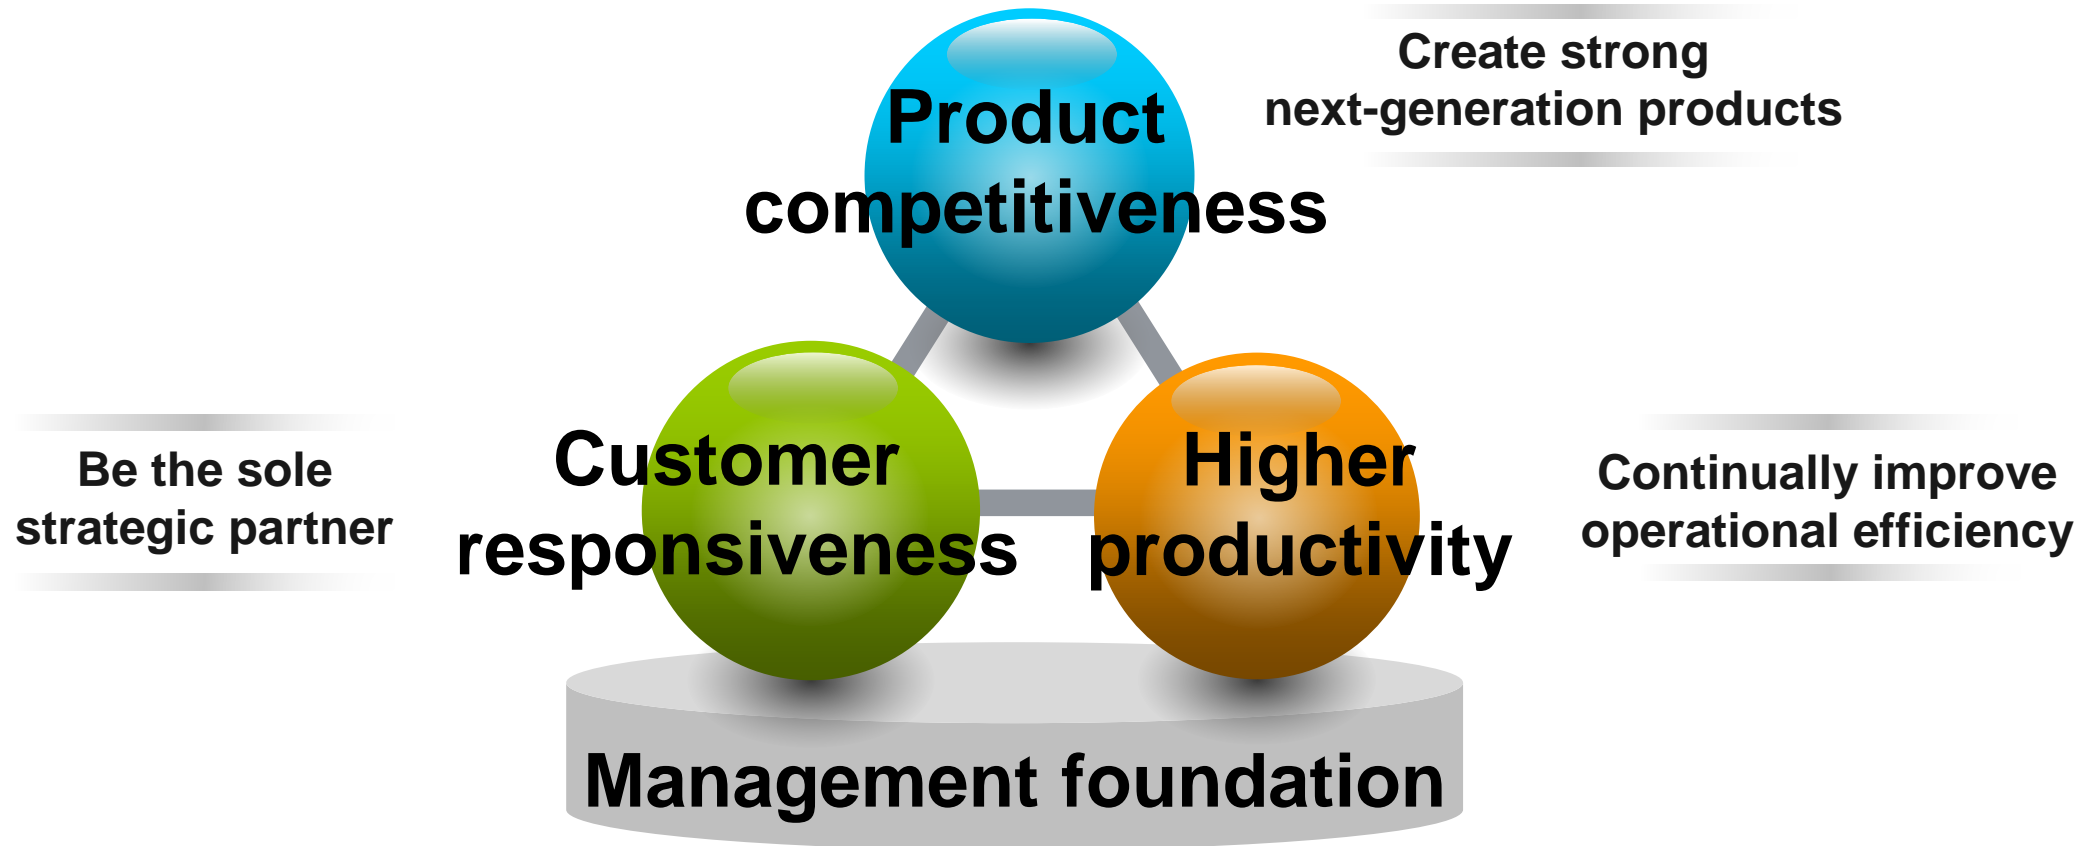 Create strong
next-generation products
Product
competitiveness
Be the sole
strategic partner
Customer
responsiveness
Higher
productivity
Continually improve
operational efficiency
Management foundation